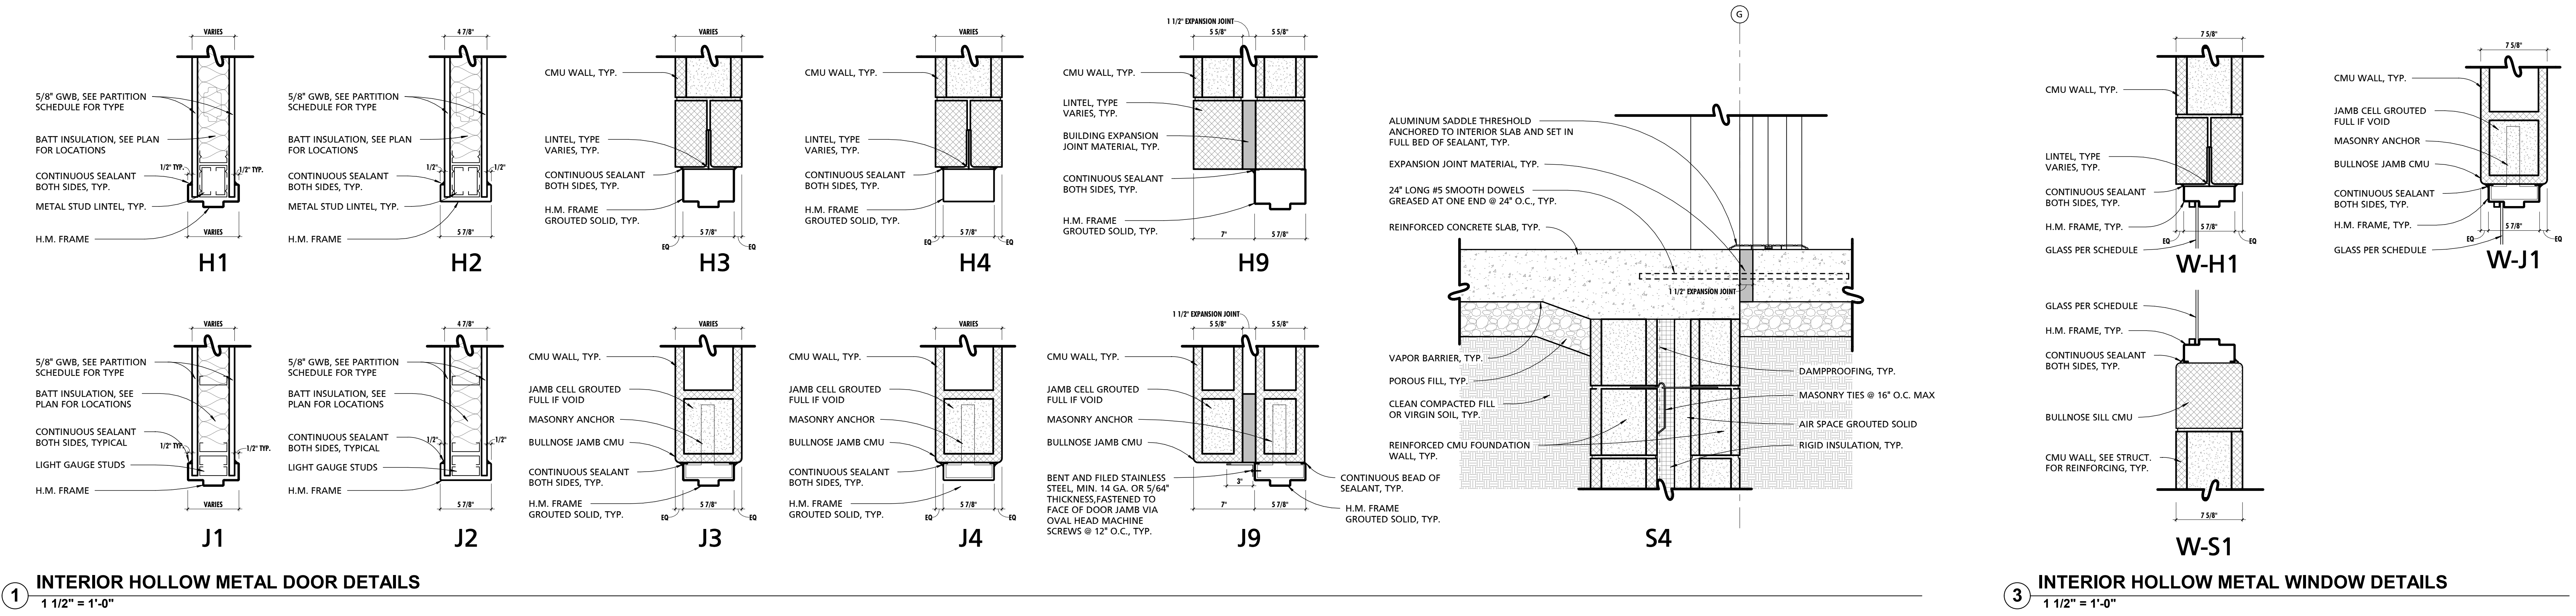 VARIES
5/8" GWB, SEE PARTITION
SCHEDULE FOR TYPE
BATT INSULATION, SEE PLAN
FOR LOCATIONS
1/2" TYP.
1/2" TYP.
CONTINUOUS SEALANT
BOTH SIDES, TYP.
METAL STUD LINTEL, TYP.
H.M. FRAME
VARIES
H1
4 7/8"
5/8" GWB, SEE PARTITION
SCHEDULE FOR TYPE
BATT INSULATION, SEE PLAN
FOR LOCATIONS
1/2"
1/2"
CONTINUOUS SEALANT
BOTH SIDES, TYP.
METAL STUD LINTEL, TYP.
H.M. FRAME
5 7/8"
H2
VARIES
CMU WALL, TYP.
LINTEL, TYPE
VARIES, TYP.
CONTINUOUS SEALANT
BOTH SIDES, TYP.
H.M. FRAME
GROUTED SOLID, TYP.
EQ
5 7/8"
EQ
H3
VARIES
CMU WALL, TYP.
LINTEL, TYPE
VARIES, TYP.
CONTINUOUS SEALANT
BOTH SIDES, TYP.
H.M. FRAME
GROUTED SOLID, TYP.
EQ
5 7/8"
EQ
H4
1 1/2" EXPANSION JOINT
5 5/8"
5 5/8"
CMU WALL, TYP.
LINTEL, TYPE
VARIES, TYP.
BUILDING EXPANSION
JOINT MATERIAL, TYP.
CONTINUOUS SEALANT
BOTH SIDES, TYP.
H.M. FRAME
GROUTED SOLID, TYP.
7"
5 7/8"
H9
VARIES
5/8" GWB, SEE PARTITION
SCHEDULE FOR TYPE
BATT INSULATION, SEE
PLAN FOR LOCATIONS
CONTINUOUS SEALANT
BOTH SIDES, TYPICAL
1/2" TYP.
1/2" TYP.
LIGHT GAUGE STUDS
H.M. FRAME
VARIES
J1
4 7/8"
5/8" GWB, SEE PARTITION
SCHEDULE FOR TYPE
BATT INSULATION, SEE
PLAN FOR LOCATIONS
CONTINUOUS SEALANT
BOTH SIDES, TYPICAL
1/2"
1/2"
LIGHT GAUGE STUDS
H.M. FRAME
5 7/8"
J2
VARIES
CMU WALL, TYP.
JAMB CELL GROUTED
FULL IF VOID
MASONRY ANCHOR
BULLNOSE JAMB CMU
CONTINUOUS SEALANT
BOTH SIDES, TYP.
H.M. FRAME
GROUTED SOLID, TYP.
EQ
5 7/8"
EQ
J3
VARIES
CMU WALL, TYP.
JAMB CELL GROUTED
FULL IF VOID
MASONRY ANCHOR
BULLNOSE JAMB CMU
CONTINUOUS SEALANT
BOTH SIDES, TYP.
H.M. FRAME
GROUTED SOLID, TYP.
EQ
5 7/8"
EQ
J4
1 1/2" EXPANSION JOINT
5 5/8"
5 5/8"
CMU WALL, TYP.
JAMB CELL GROUTED
FULL IF VOID
MASONRY ANCHOR
BULLNOSE JAMB CMU
BENT AND FILED STAINLESS
STEEL, MIN. 14 GA. OR 5/64"
THICKNESS,FASTENED TO
FACE OF DOOR JAMB VIA
OVAL HEAD MACHINE
SCREWS @ 12" O.C., TYP.
3"
7"
5 7/8"
CONTINUOUS BEAD OF
SEALANT, TYP.
H.M. FRAME
GROUTED SOLID, TYP.
J9
G
ALUMINUM SADDLE THRESHOLD
ANCHORED TO INTERIOR SLAB AND SET IN
FULL BED OF SEALANT, TYP.
EXPANSION JOINT MATERIAL, TYP.
24" LONG #5 SMOOTH DOWELS
GREASED AT ONE END @ 24" O.C., TYP.
REINFORCED CONCRETE SLAB, TYP.
1 1/2" EXPANSION JOINT
VAPOR BARRIER, TYP.
POROUS FILL, TYP.
CLEAN COMPACTED FILL
OR VIRGIN SOIL, TYP.
REINFORCED CMU FOUNDATION
WALL, TYP.
DAMPPROOFING, TYP.
MASONRY TIES @ 16" O.C. MAX
AIR SPACE GROUTED SOLID
RIGID INSULATION, TYP.
S4
1
INTERIOR HOLLOW METAL DOOR DETAILS
1 1/2" = 1'-0"
7 5/8"
CMU WALL, TYP.
LINTEL, TYPE
VARIES, TYP.
CONTINUOUS SEALANT
BOTH SIDES, TYP.
H.M. FRAME, TYP.
GLASS PER SCHEDULE
EQ
5 7/8"
EQ
W-H1
7 5/8"
CMU WALL, TYP.
JAMB CELL GROUTED
FULL IF VOID
MASONRY ANCHOR
BULLNOSE JAMB CMU
CONTINUOUS SEALANT
BOTH SIDES, TYP.
H.M. FRAME, TYP.
GLASS PER SCHEDULE
EQ
5 7/8"
EQ
W-J1
GLASS PER SCHEDULE
H.M. FRAME, TYP.
CONTINUOUS SEALANT
BOTH SIDES, TYP.
BULLNOSE SILL CMU
CMU WALL, SEE STRUCT.
FOR REINFORCING, TYP.
7 5/8"
W-S1
3
INTERIOR HOLLOW METAL WINDOW DETAILS
1 1/2" = 1'-0"